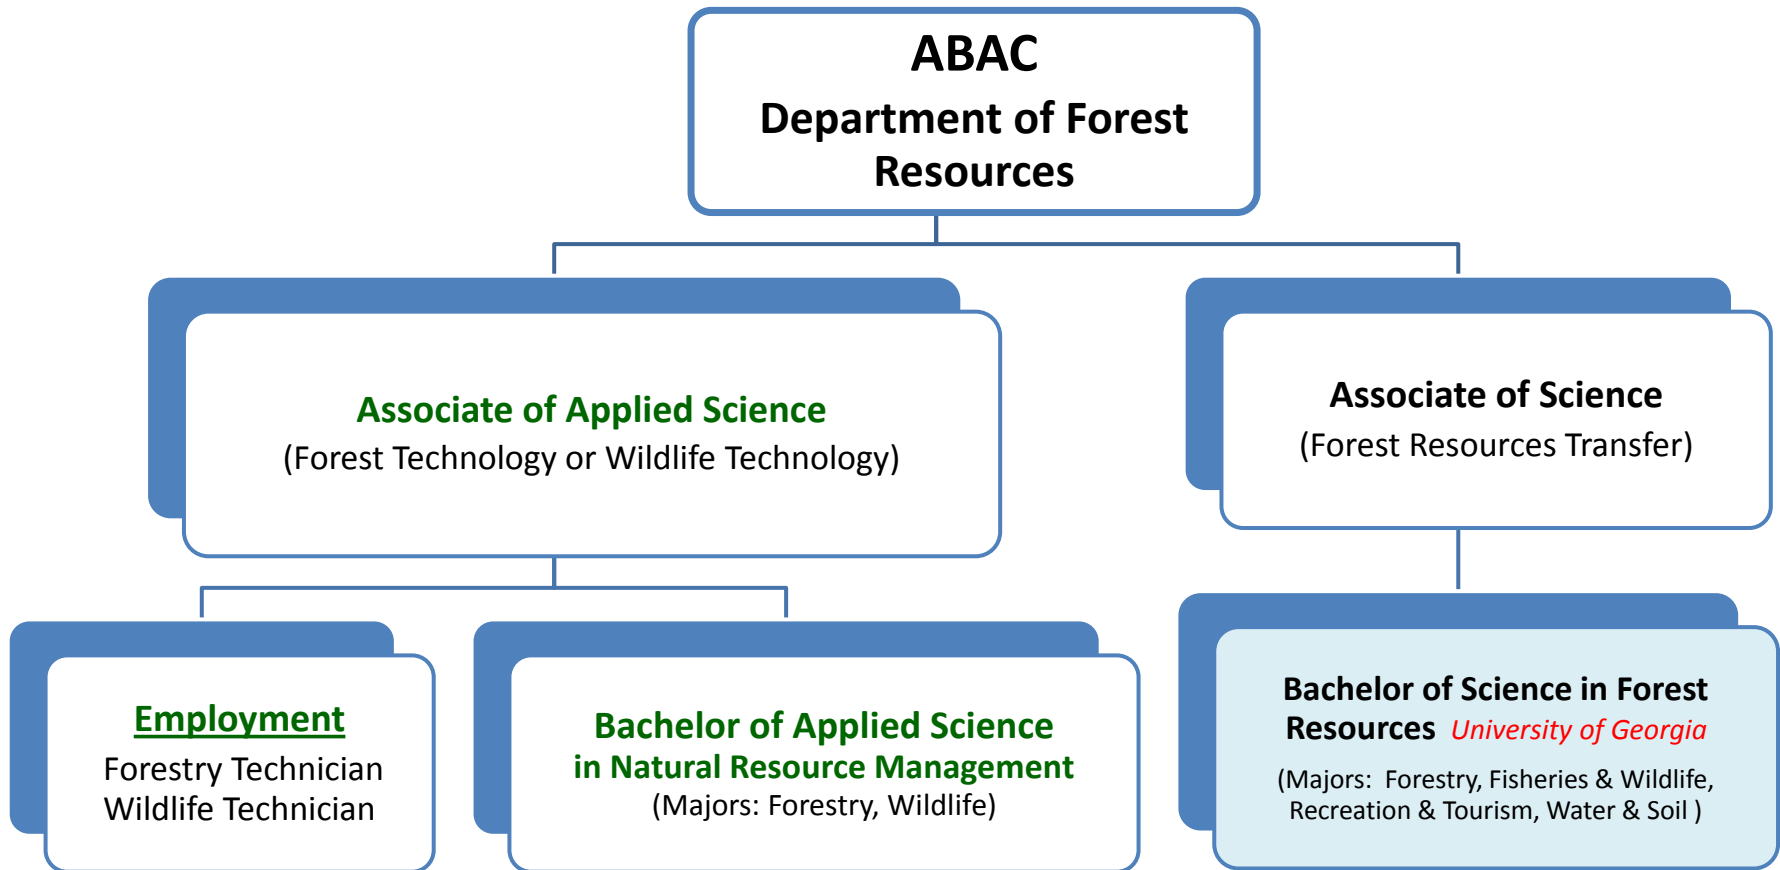 ABAC
Department of Forest
Resources
Associate of Applied Science
(Forest Technology or Wildlife Technology)
Associate of Science
(Forest Resources Transfer)
Employment
Forestry Technician
Wildlife Technician
Bachelor of Applied Science
in Natural Resource Management
(Majors: Forestry, Wildlife)
Bachelor of Science in Forest
Resources University of Georgia
(Majors: Forestry, Fisheries & Wildlife,
Recreation & Tourism, Water & Soil )